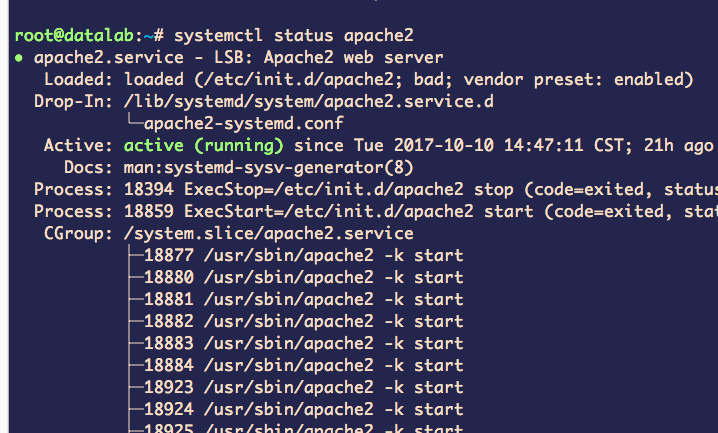 root@datalab:~# systemctl status apache2
● apache2.service - LSB: Apache2 web server
Loaded: loaded (/etc/init.d/apache2; bad; vendor preset: enabled)
Drop-In: /lib/systemd/system/apache2.service.d
└─apache2-systemd.conf
Active: active (running) since Tue 2017-10-10 14:47:11 CST; 21h ago
Docs: man:systemd-sysv-generator(8)
Process: 18394 ExecStop=/etc/init.d/apache2 stop (code=exited, status
Process: 18859 ExecStart=/etc/init.d/apache2 start (code=exited, sta
CGroup: /system.slice/apache2.service
├─18877 /usr/sbin/apache2 -k start
├─18880 /usr/sbin/apache2 -k start
├─18881 /usr/sbin/apache2 -k start
├─18882 /usr/sbin/apache2 -k start
├─18883 /usr/sbin/apache2 -k start
├─18884 /usr/sbin/apache2 -k start
├─18923 /usr/sbin/apache2 -k start
├─18924 /usr/sbin/apache2 -k start
├─18925 /usr/sbin/apache2 -k start